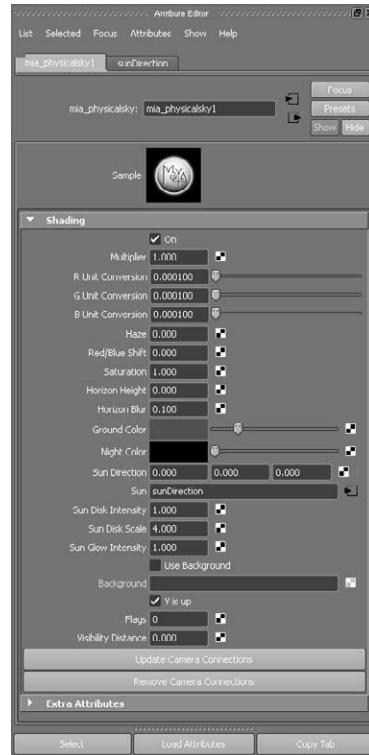 Attribute Editor
List Selected Focus Attributes Show Help
mia_physicalsky1 sunDirection
mia_physicalsky: mia_physicalsky1
Focus
Presets
Show Hide
Sample
Shading
On
Multiplier 1.000
R Unit Conversion 0.000100
G Unit Conversion 0.000100
B Unit Conversion 0.000100
Haze 0.000
Red/Blue Shift 0.000
Saturation 1.000
Horizon Height 0.000
Horizon Blur 0.100
Ground Color
Night Color
Sun Direction 0.000 0.000 0.000
Sun sunDirection
Sun Disk Intensity 1.000
Sun Disk Scale 4.000
Sun Glow Intensity 1.000
Use Background
Background
Y is up
Flags 0
Visibility Distance 0.000
Update Camera Connections
Remove Camera Connections
Extra Attributes
Select Load Attributes Copy Tab